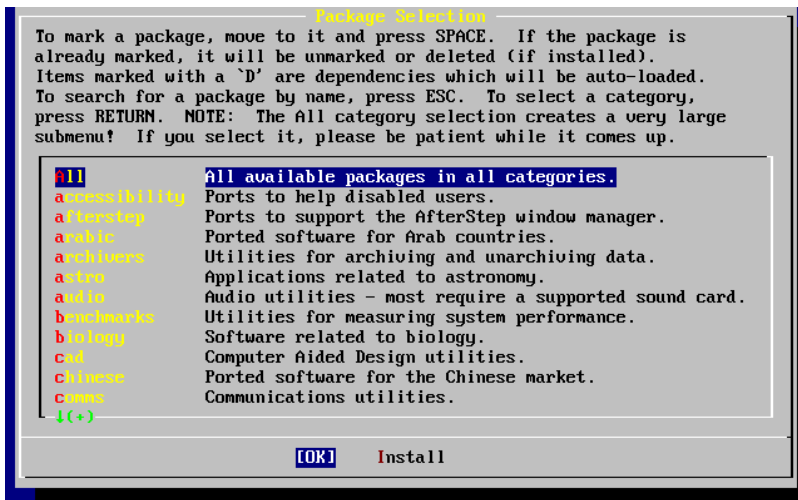 Package Selection
To mark a package, move to it and press SPACE.  If the package is
already marked, it will be unmarked or deleted (if installed).
Items marked with a `D' are dependencies which will be auto-loaded.
To search for a package by name, press ESC.  To select a category,
press RETURN.  NOTE:  The All category selection creates a very large
submenu!  If you select it, please be patient while it comes up.
All All available packages in all categories.
accessibility Ports to help disabled users.
afterstep Ports to support the AfterStep window manager.
arabic Ported software for Arab countries.
archivers Utilities for archiving and unarchiving data.
astro Applications related to astronomy.
audio Audio utilities - most require a supported sound card.
benchmarks Utilities for measuring system performance.
biology Software related to biology.
cad Computer Aided Design utilities.
chinese Ported software for the Chinese market.
comms Communications utilities.
↓(+)
[OK] Install